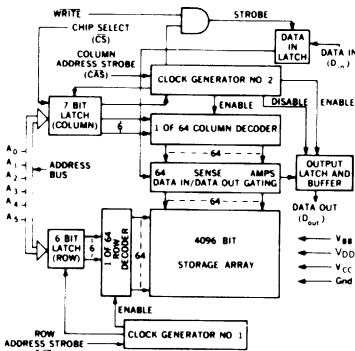 WRITE
STROBE
CHIP SELECT
(CS)
DATA
IN
LATCH
DATA IN
(Din)
COLUMN
ADDRESS STROBE
(CAS)
CLOCK GENERATOR NO 2
ENABLE
DISABLE
ENABLE
7 BIT
LATCH
(COLUMN)
6
1 OF 64 COLUMN DECODER
64
A0
A1
A2
A3
A4
A5
ADDRESS
BUS
64 SENSE AMPS
DATA IN/DATA OUT GATING
OUTPUT
LATCH AND
BUFFER
64
DATA OUT
(Dout)
6 BIT
LATCH
(ROW)
6
1 OF 64
ROW
DECODER
64
4096 BIT
STORAGE ARRAY
VBB
VDD
VCC
Gnd
ENABLE
ROW
ADDRESS STROBE
CLOCK GENERATOR NO 1